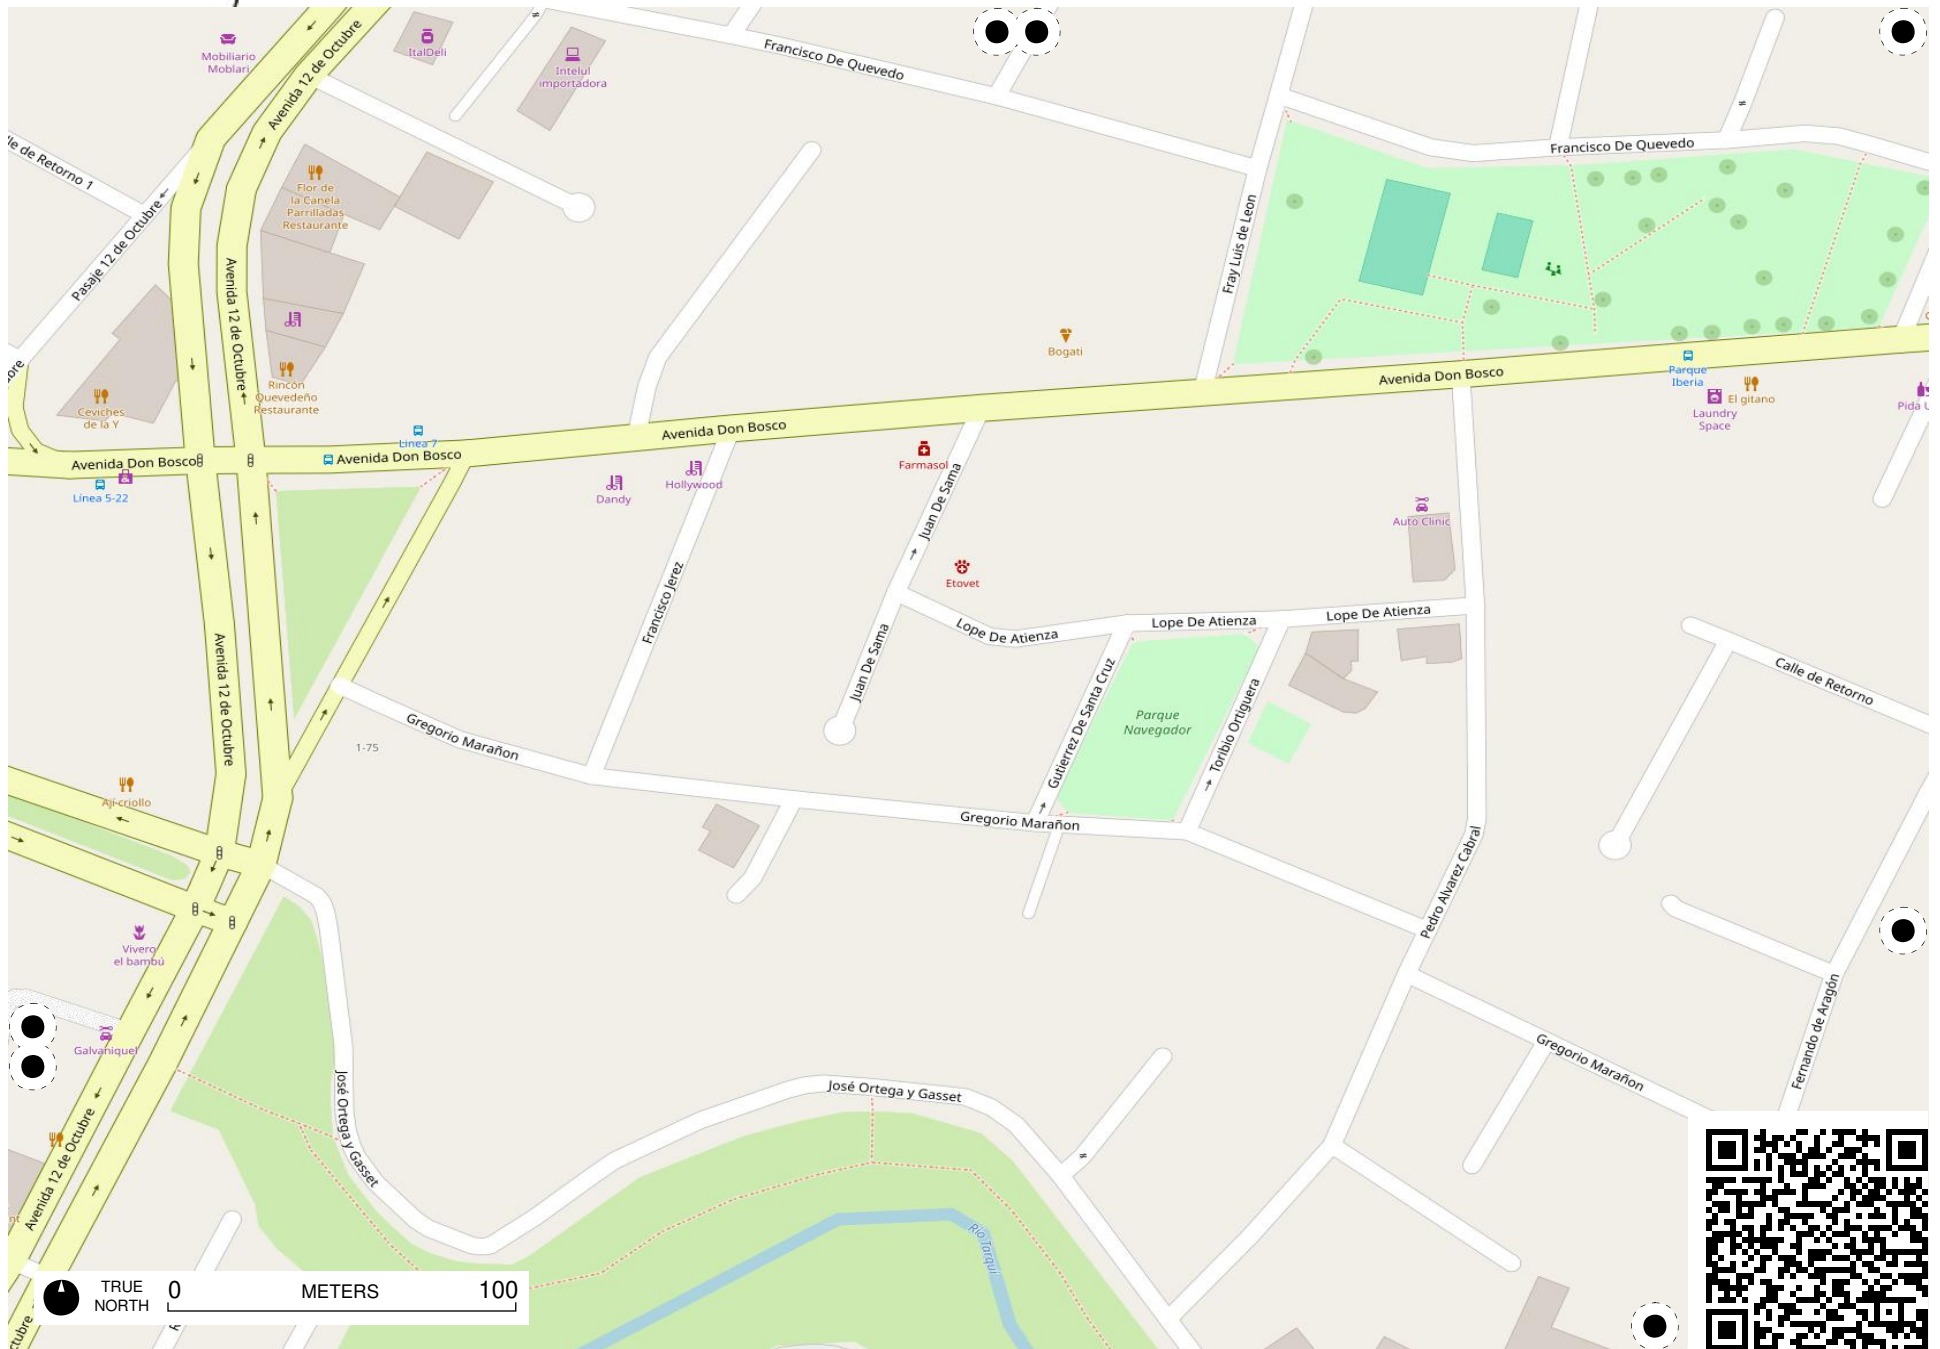 Mobiliario
Moblari
Avenida 12 de Octubre
ItalDeli
Intelul
importadora
Francisco De Quevedo
Francisco De Quevedo
lle de Retorno 1
Pasaje 12 de Octubre
Flor de
la Canela
Parrilladas
Restaurante
Avenida 12 de Octubre
Fray Luis de Leon
Rincón
Quevedeño
Restaurante
Ceviches
de la Y
Bogati
Avenida Don Bosco
Parque
Iberia
El gitano
Laundry
Space
Pida U
Avenida Don Bosco
Línea 7
Avenida Don Bosco
Avenida Don Bosco
Línea 5-22
Dandy
Hollywood
Farmasol
Juan De Sama
Auto Clinic
Etovet
Francisco Jerez
Juan De Sama
Lope De Atienza
Lope De Atienza
Lope De Atienza
Avenida 12 de Octubre
Gutierrez De Santa Cruz
Parque
Navegador
Toribio Ortiguera
Calle de Retorno
Gregorio Marañon
1-75
Ají criollo
Gregorio Marañon
Pedro Alvarez Cabral
Vivero
el bambú
Galvaniquel
Fernando de Aragón
Gregorio Marañon
José Ortega y Gasset
José Ortega y Gasset
Avenida 12 de Octubre
Río Tarqui
TRUE
NORTH
0
METERS
100